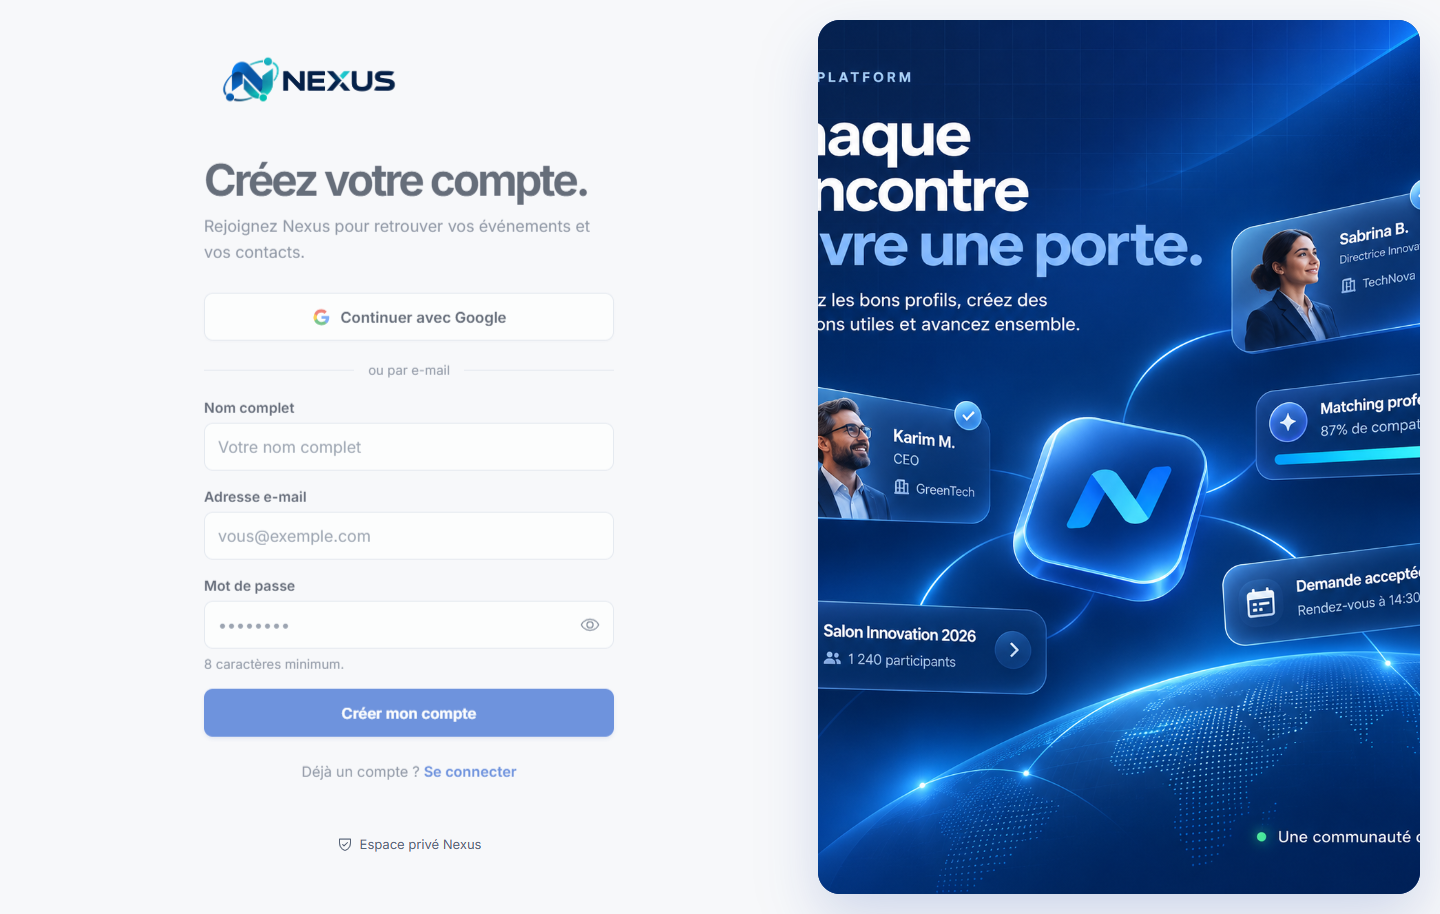 NEXUS
Créez votre compte.
Rejoignez Nexus pour retrouver vos événements et
vos contacts.
Continuer avec Google
ou par e-mail
Nom complet
Votre nom complet
Adresse e-mail
vous@exemple.com
Mot de passe
••••••••
8 caractères minimum.
Créer mon compte
Déjà un compte ? Se connecter
Espace privé Nexus
PLATFORM
haque
ncontre
vre une porte.
z les bons profils, créez des
ons utiles et avancez ensemble.
Sabrina B.
Directrice Innova
TechNova
Karim M.
CEO
GreenTech
Matching profe
87% de compat
Demande acceptée
Rendez-vous à 14:30
Salon Innovation 2026
1 240 participants
Une communauté